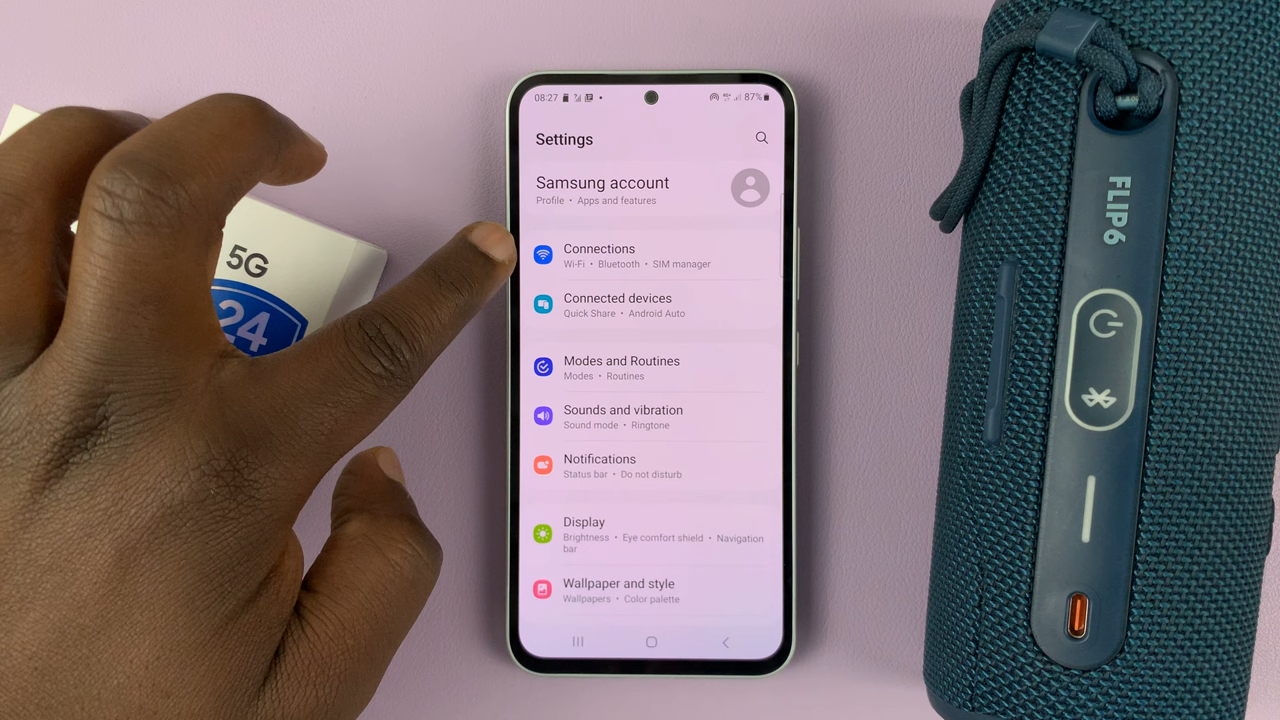 08:27
87%
Settings
Samsung account
Profile • Apps and features
Connections
Wi-Fi • Bluetooth • SIM manager
Connected devices
Quick Share • Android Auto
Modes and Routines
Modes • Routines
Sounds and vibration
Sound mode • Ringtone
Notifications
Status bar • Do not disturb
Display
Brightness • Eye comfort shield • Navigation
bar
Wallpaper and style
Wallpapers • Color palette
5G
24
FLIP6